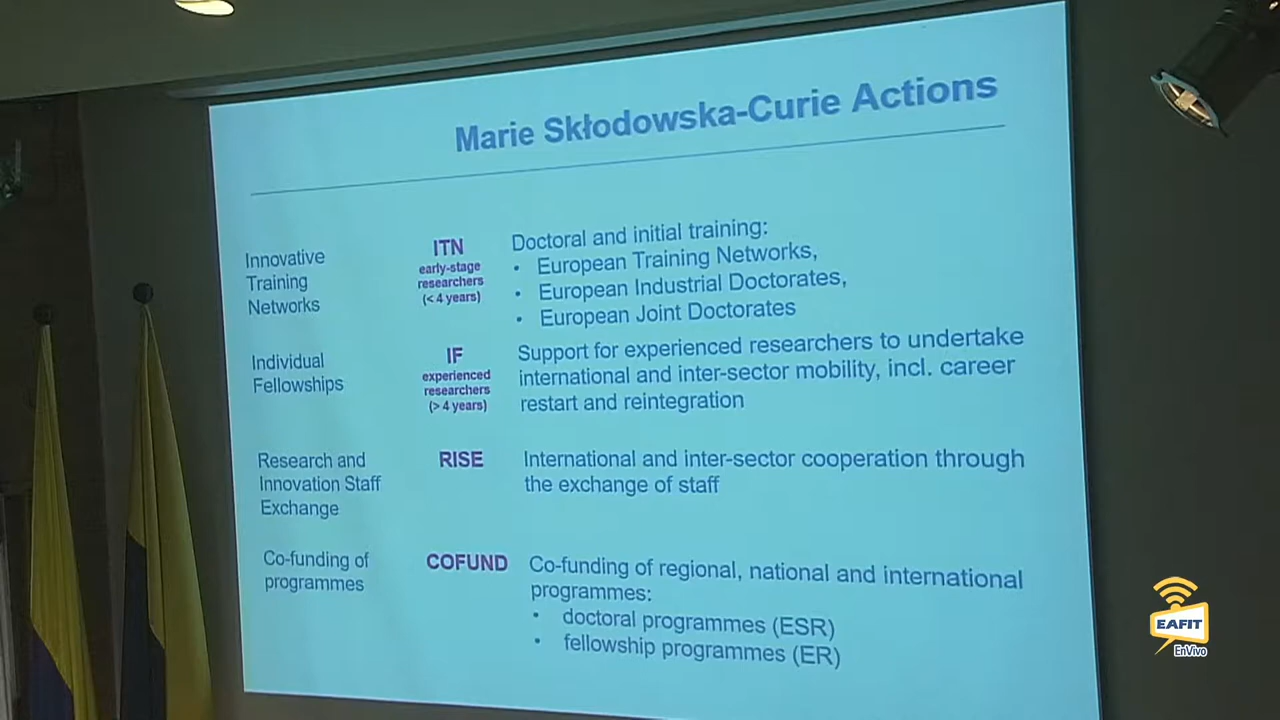 Marie Skłodowska-Curie Actions
Innovative
Training
Networks
ITN
early-stage
researchers
(< 4 years)
Doctoral and initial training:
• European Training Networks,
• European Industrial Doctorates,
• European Joint Doctorates
Individual
Fellowships
IF
experienced
researchers
(> 4 years)
Support for experienced researchers to undertake
international and inter-sector mobility, incl. career
restart and reintegration
Research and
Innovation Staff
Exchange
RISE
International and inter-sector cooperation through
the exchange of staff
Co-funding of
programmes
COFUND
Co-funding of regional, national and international
programmes:
• doctoral programmes (ESR)
• fellowship programmes (ER)
EAFIT
EnVivo